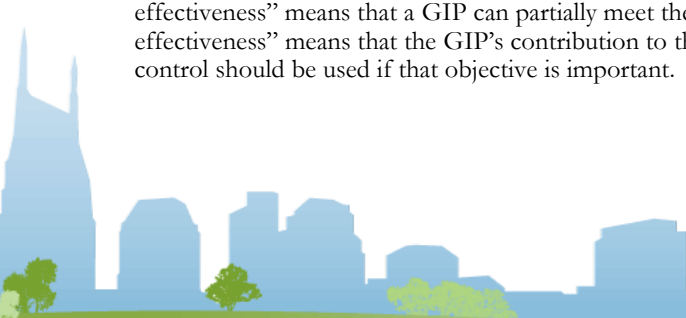 effectiveness” means that a GIP can partially meet the
effectiveness” means that the GIP’s contribution to th
control should be used if that objective is important.